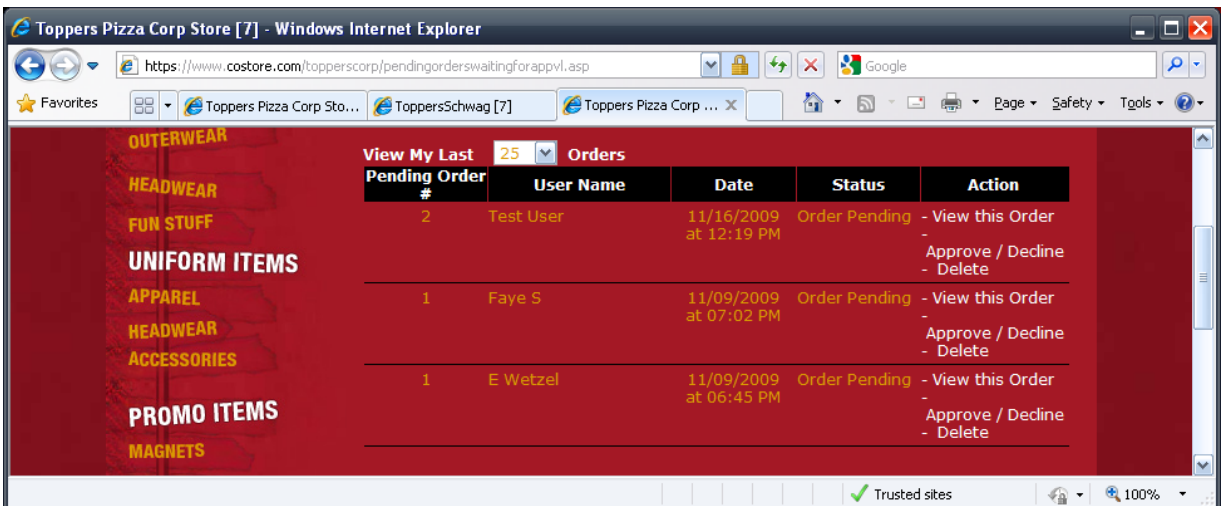 Toppers Pizza Corp Store [7] - Windows Internet Explorer
https://www.costore.com/topperscorp/pendingorderswaitingforappvl.asp
Google
Favorites
Toppers Pizza Corp Sto...
ToppersSchwag [7]
Toppers Pizza Corp ...
Page
Safety
Tools
OUTERWEAR
HEADWEAR
FUN STUFF
UNIFORM ITEMS
APPAREL
HEADWEAR
ACCESSORIES
PROMO ITEMS
MAGNETS
View My Last 25 Orders
Pending Order # User Name Date Status Action
2 Test User 11/16/2009 at 12:19 PM Order Pending - View this Order
-
Approve / Decline
- Delete
1 Faye S 11/09/2009 at 07:02 PM Order Pending - View this Order
-
Approve / Decline
- Delete
1 E Wetzel 11/09/2009 at 06:45 PM Order Pending - View this Order
-
Approve / Decline
- Delete
Trusted sites
100%